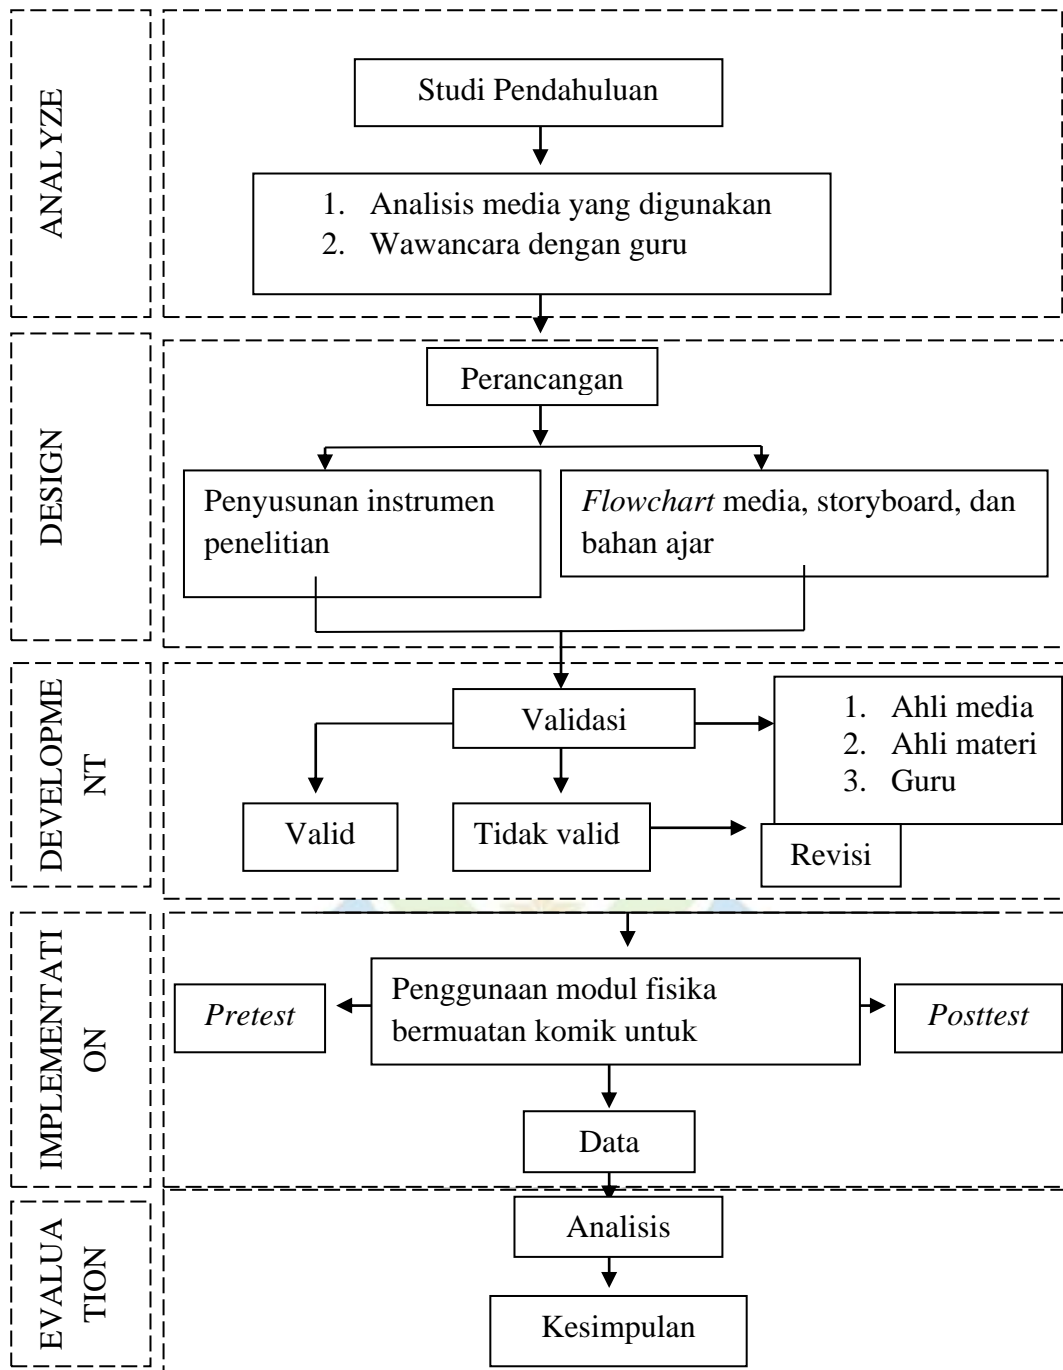 ANALYZE
Studi Pendahuluan
1. Analisis media yang digunakan
2. Wawancara dengan guru
DESIGN
Perancangan
Penyusunan instrumen
penelitian
Flowchart media, storyboard, dan
bahan ajar
DEVELOPME
NT
Validasi
1. Ahli media
2. Ahli materi
3. Guru
Valid
Tidak valid
Revisi
IMPLEMENTATI
ON
Pretest
Penggunaan modul fisika
bermuatan komik untuk
Posttest
Data
EVALUA
TION
Analisis
Kesimpulan